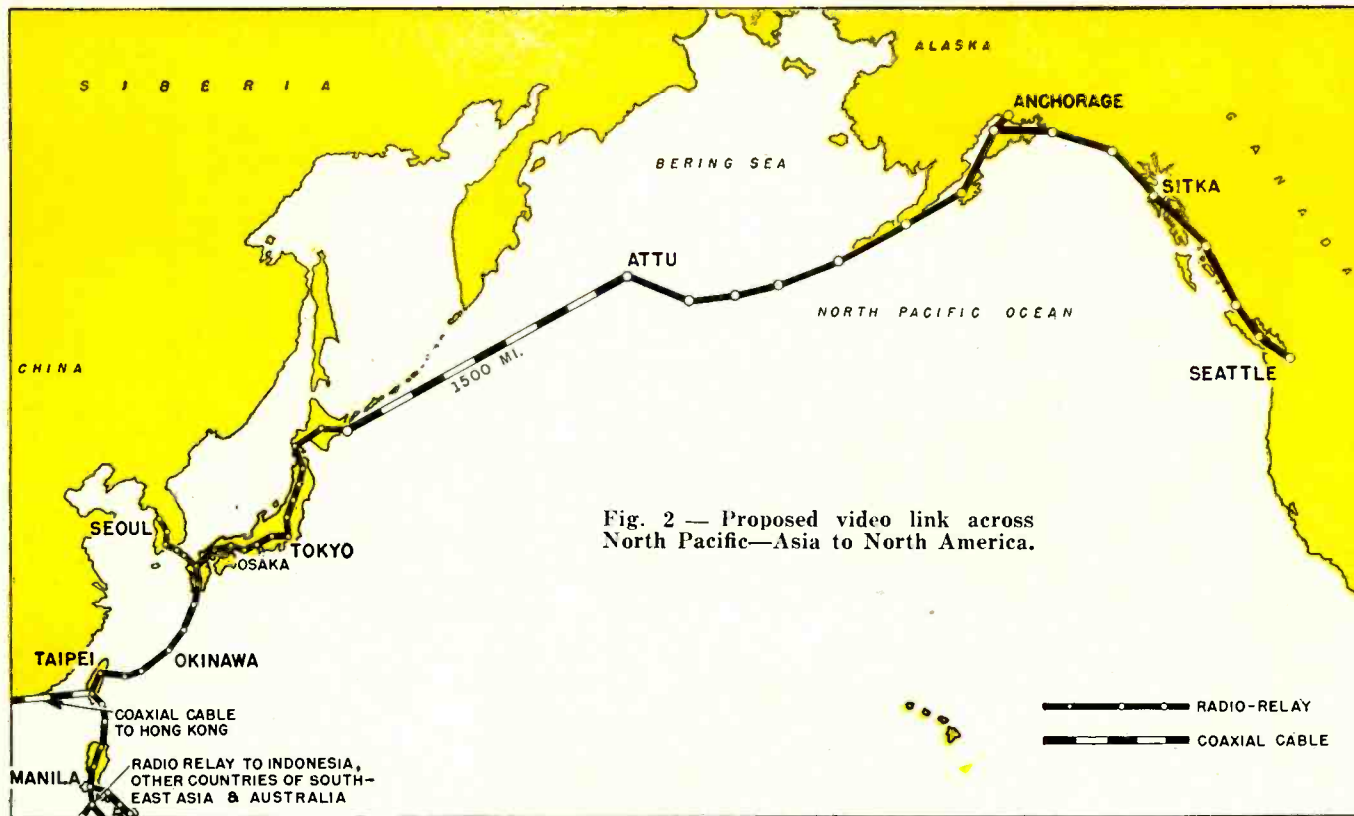 ALASKA
SIBERIA
ANCHORAGE
CANADA
BERING SEA
SITKA
ATTU
NORTH PACIFIC OCEAN
CHINA
1500 MI.
SEATTLE
SEOUL
TOKYO
OSAKA
Fig. 2 — Proposed video link across
North Pacific—Asia to North America.
TAIPEI
OKINAWA
COAXIAL CABLE
TO HONG KONG
RADIO-RELAY
COAXIAL CABLE
MANILA
RADIO RELAY TO INDONESIA,
OTHER COUNTRIES OF SOUTH-
EAST ASIA & AUSTRALIA